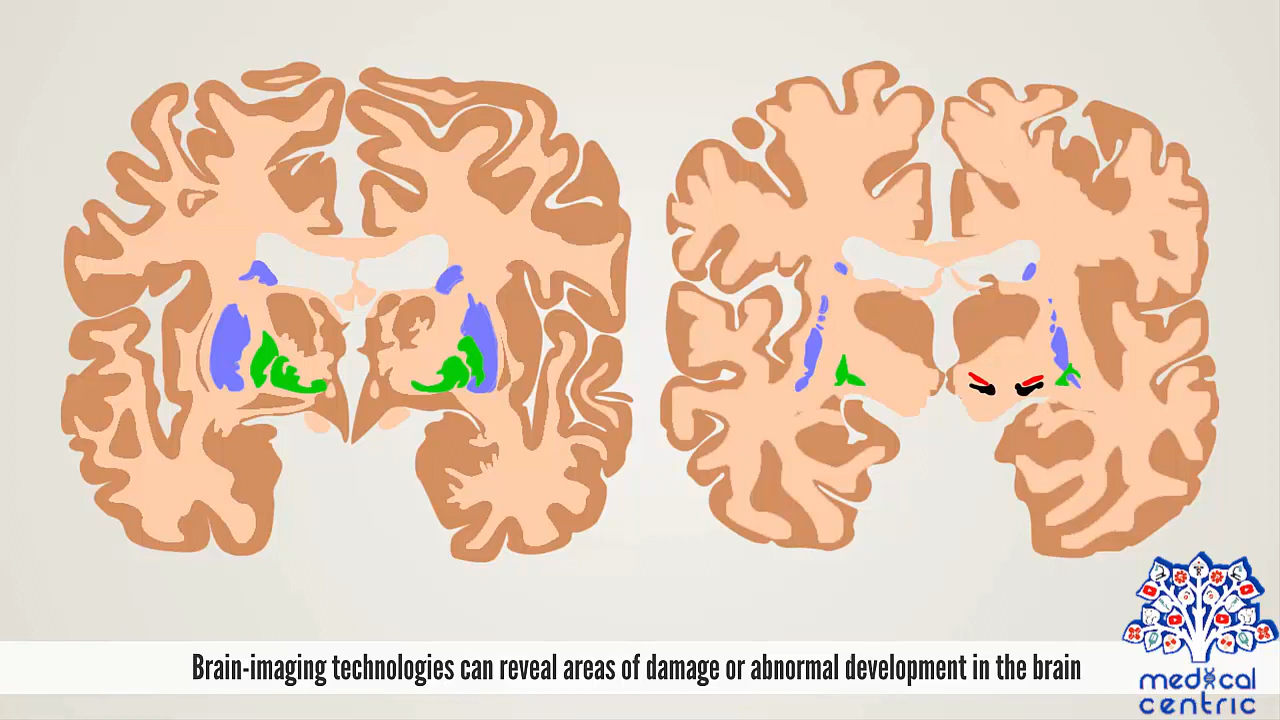 Brain-imaging technologies can reveal areas of damage or abnormal development in the brain
medical
centric